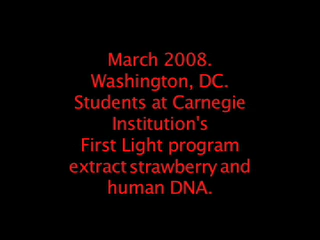 March 2008.
Washington, DC.
Students at Carnegie
Institution's
First Light program
extract strawberry and
human DNA.